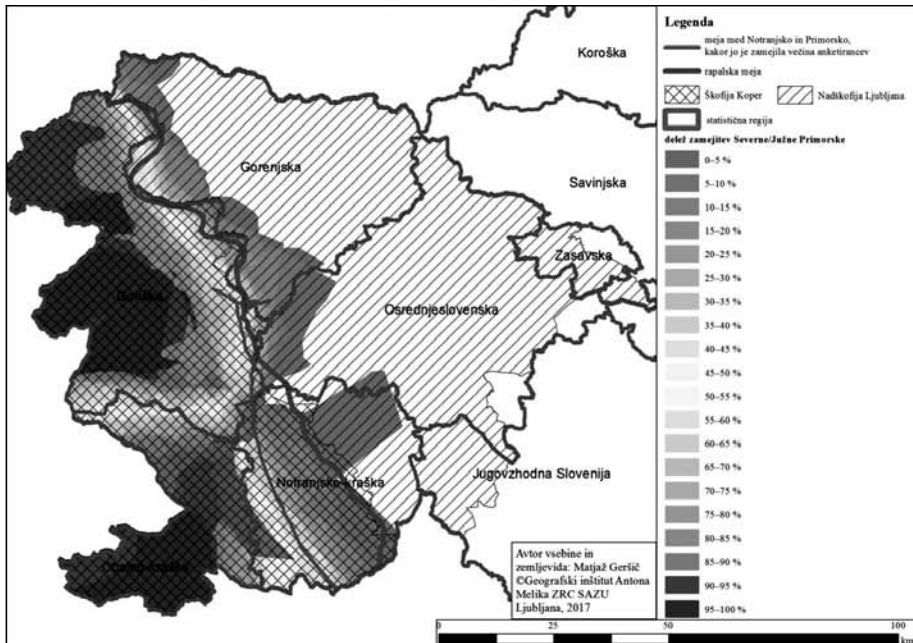 Koroška
Gorenjska
Savinjska
Zasavska
Goriška
Osrednjeslovenska
Notranjsko-kraška
Jugovzhodna Slovenija
Obalno-kraška
Avtor vsebine in
zemljevida: Matjaž Geršič
©Geografski inštitut Antona
Melika ZRC SAZU
Ljubljana, 2017
0 25 50 100
km
Legenda
meja med Notranjsko in Primorsko,
kakor jo je zamejila večina anketirancev
rapalska meja
Škofija Koper Nadškofija Ljubljana
statistična regija
delež zamejitev Severne/Južne Primorske
0–5 %
5–10 %
10–15 %
15–20 %
20–25 %
25–30 %
30–35 %
35–40 %
40–45 %
45–50 %
50–55 %
55–60 %
60–65 %
65–70 %
70–75 %
75–80 %
80–85 %
85–90 %
90–95 %
95–100 %